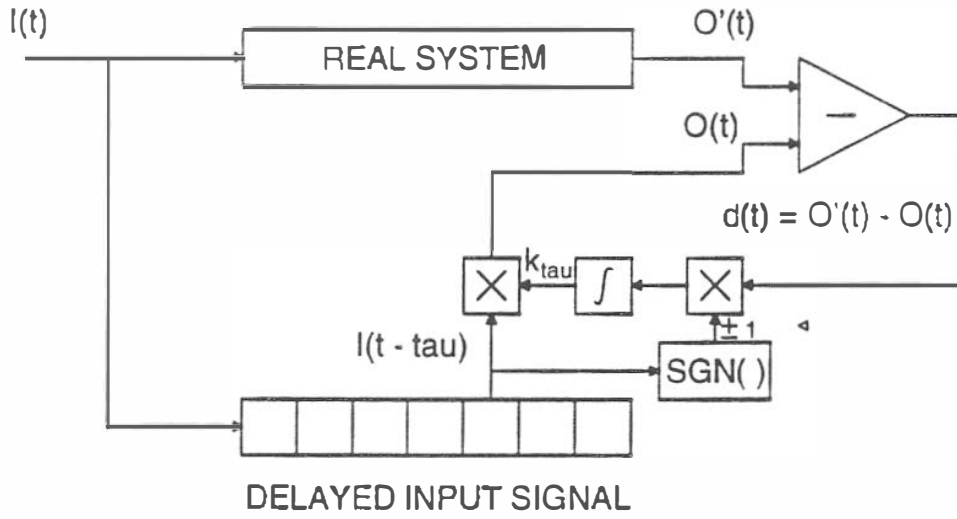 I(t)
O'(t)
REAL SYSTEM
−
O(t)
d(t) = O'(t) - O(t)
k_tau
∫
×
×
± 1
I(t - tau)
SGN( )
DELAYED INPUT SIGNAL